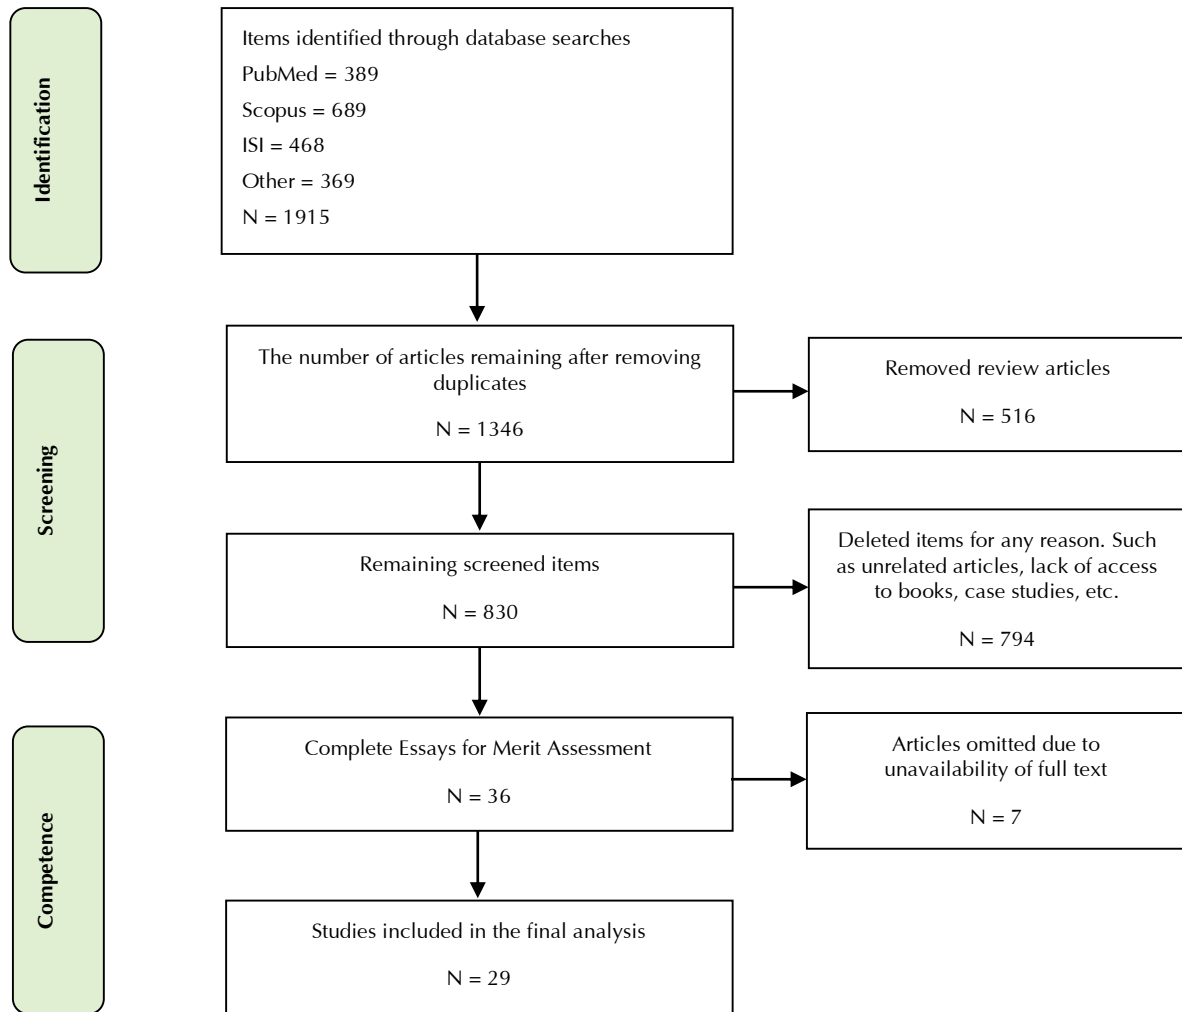 Identification
Items identified through database searches
PubMed = 389
Scopus = 689
ISI = 468
Other = 369
N = 1915
Screening
The number of articles remaining after removing
duplicates
N = 1346
Removed review articles
N = 516
Remaining screened items
N = 830
Deleted items for any reason. Such
as unrelated articles, lack of access
to books, case studies, etc.
N = 794
Competence
Complete Essays for Merit Assessment
N = 36
Articles omitted due to
unavailability of full text
N = 7
Studies included in the final analysis
N = 29